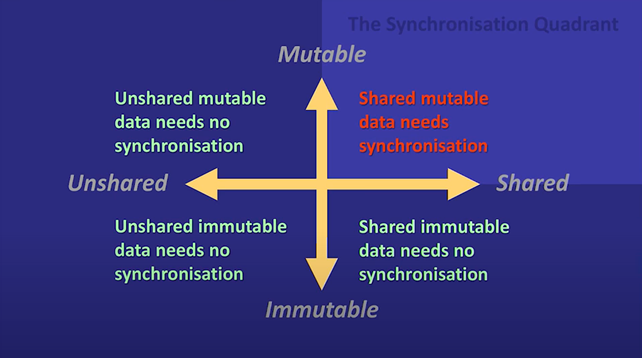 The Synchronisation Quadrant
Mutable
Unshared mutable
data needs no
synchronisation
Shared mutable
data needs
synchronisation
Unshared
Shared
Unshared immutable
data needs no
synchronisation
Shared immutable
data needs no
synchronisation
Immutable